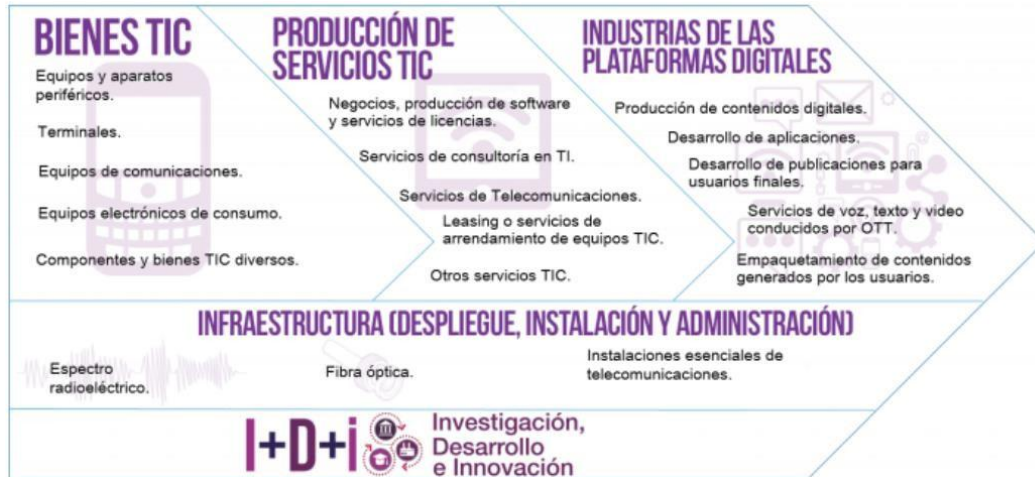 BIENES TIC
Equipos y aparatos
periféricos.
Terminales.
Equipos de comunicaciones.
Equipos electrónicos de consumo.
Componentes y bienes TIC diversos.
PRODUCCIÓN DE
SERVICIOS TIC
Negocios, producción de software
y servicios de licencias.
Servicios de consultoría en TI.
Servicios de Telecomunicaciones.
Leasing o servicios de
arrendamiento de equipos TIC.
Otros servicios TIC.
INDUSTRIAS DE LAS
PLATAFORMAS DIGITALES
Producción de contenidos digitales.
Desarrollo de aplicaciones.
Desarrollo de publicaciones para
usuarios finales.
Servicios de voz, texto y video
conducidos por OTT.
Empaquetamiento de contenidos
generados por los usuarios.
INFRAESTRUCTURA (DESPLIEGUE, INSTALACIÓN Y ADMINISTRACIÓN)
Espectro
radioeléctrico.
Fibra óptica.
Instalaciones esenciales de
telecomunicaciones.
I+D+i
Investigación,
Desarrollo
e Innovación